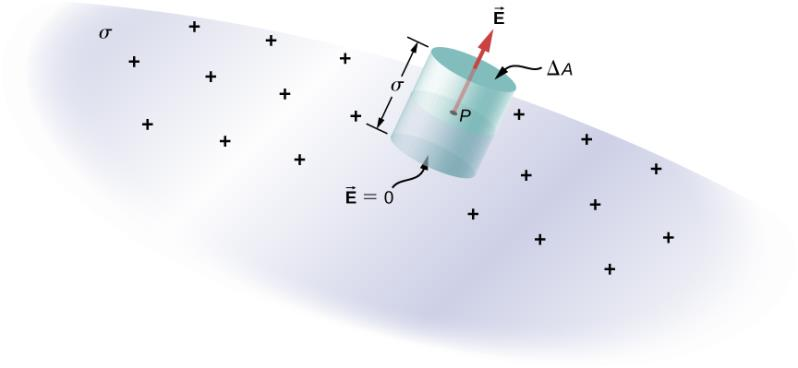 E⃗
σ
ΔA
σ
P
E⃗ = 0
+ + + + + + + + + + + + + + + + + + + +